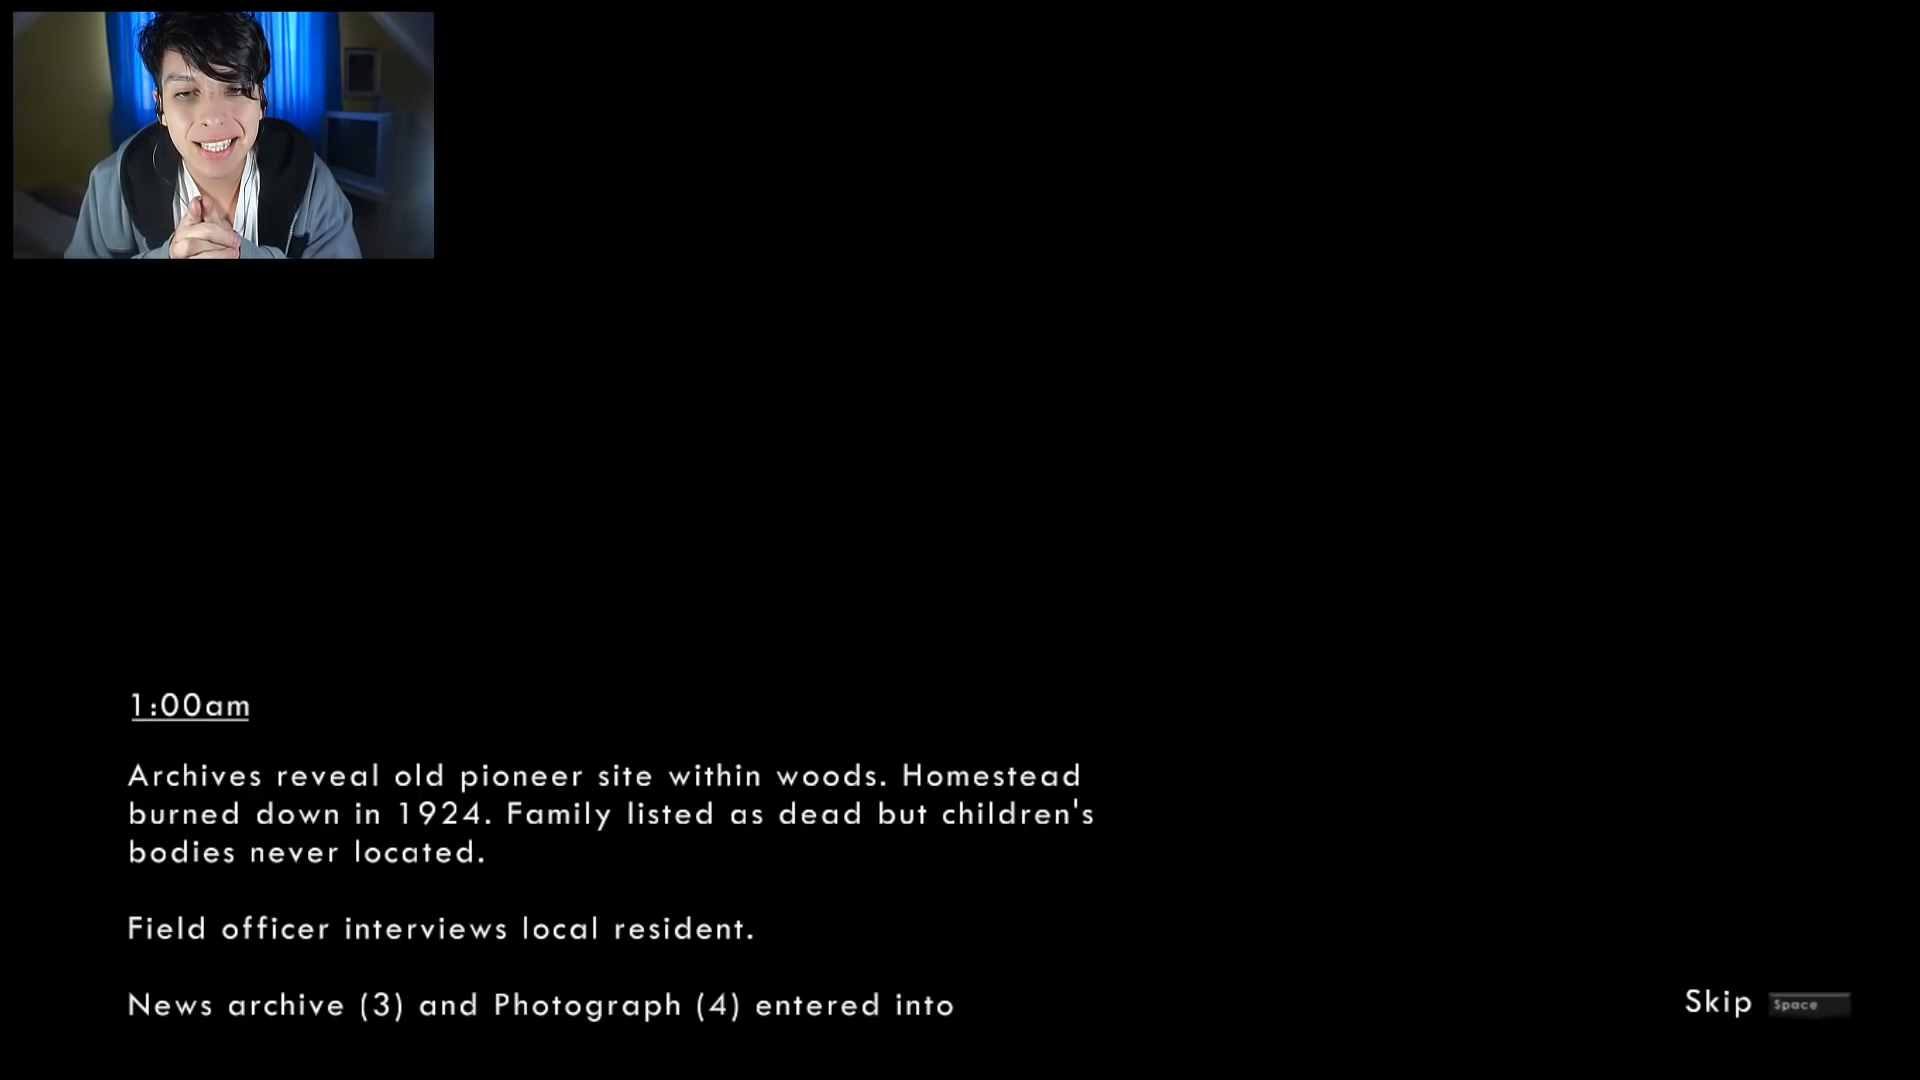 1:00am
Archives reveal old pioneer site within woods. Homestead
burned down in 1924. Family listed as dead but children's
bodies never located.
Field officer interviews local resident.
News archive (3) and Photograph (4) entered into
Skip Space